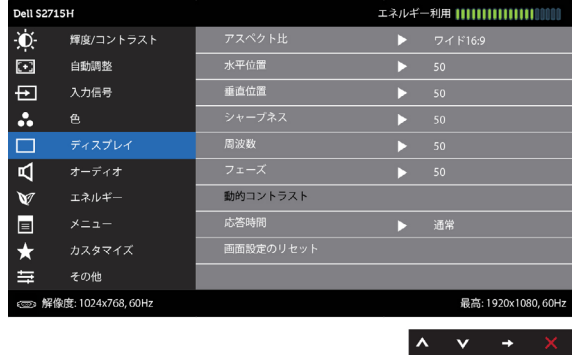 Dell S2715H エネルギー利用
輝度/コントラスト アスペクト比 ワイド16:9
自動調整 水平位置 50
入力信号 垂直位置 50
色 シャープネス 50
ディスプレイ 周波数 50
オーディオ フェーズ 50
エネルギー 動的コントラスト
メニュー 応答時間 通常
カスタマイズ 画面設定のリセット
その他
解像度: 1024x768, 60Hz 最高: 1920x1080, 60Hz